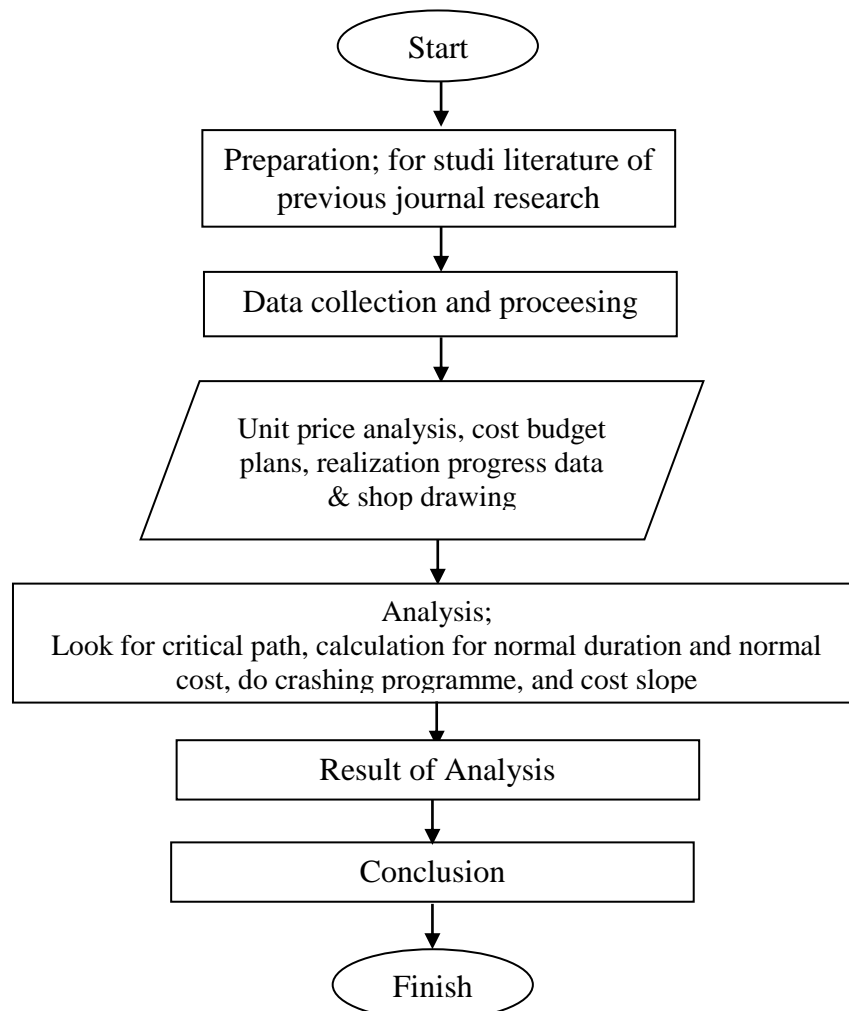 Start
Preparation; for studi literature of
previous journal research
Data collection and proceesing
Unit price analysis, cost budget
plans, realization progress data
& shop drawing
Analysis;
Look for critical path, calculation for normal duration and normal
cost, do crashing programme, and cost slope
Result of Analysis
Conclusion
Finish